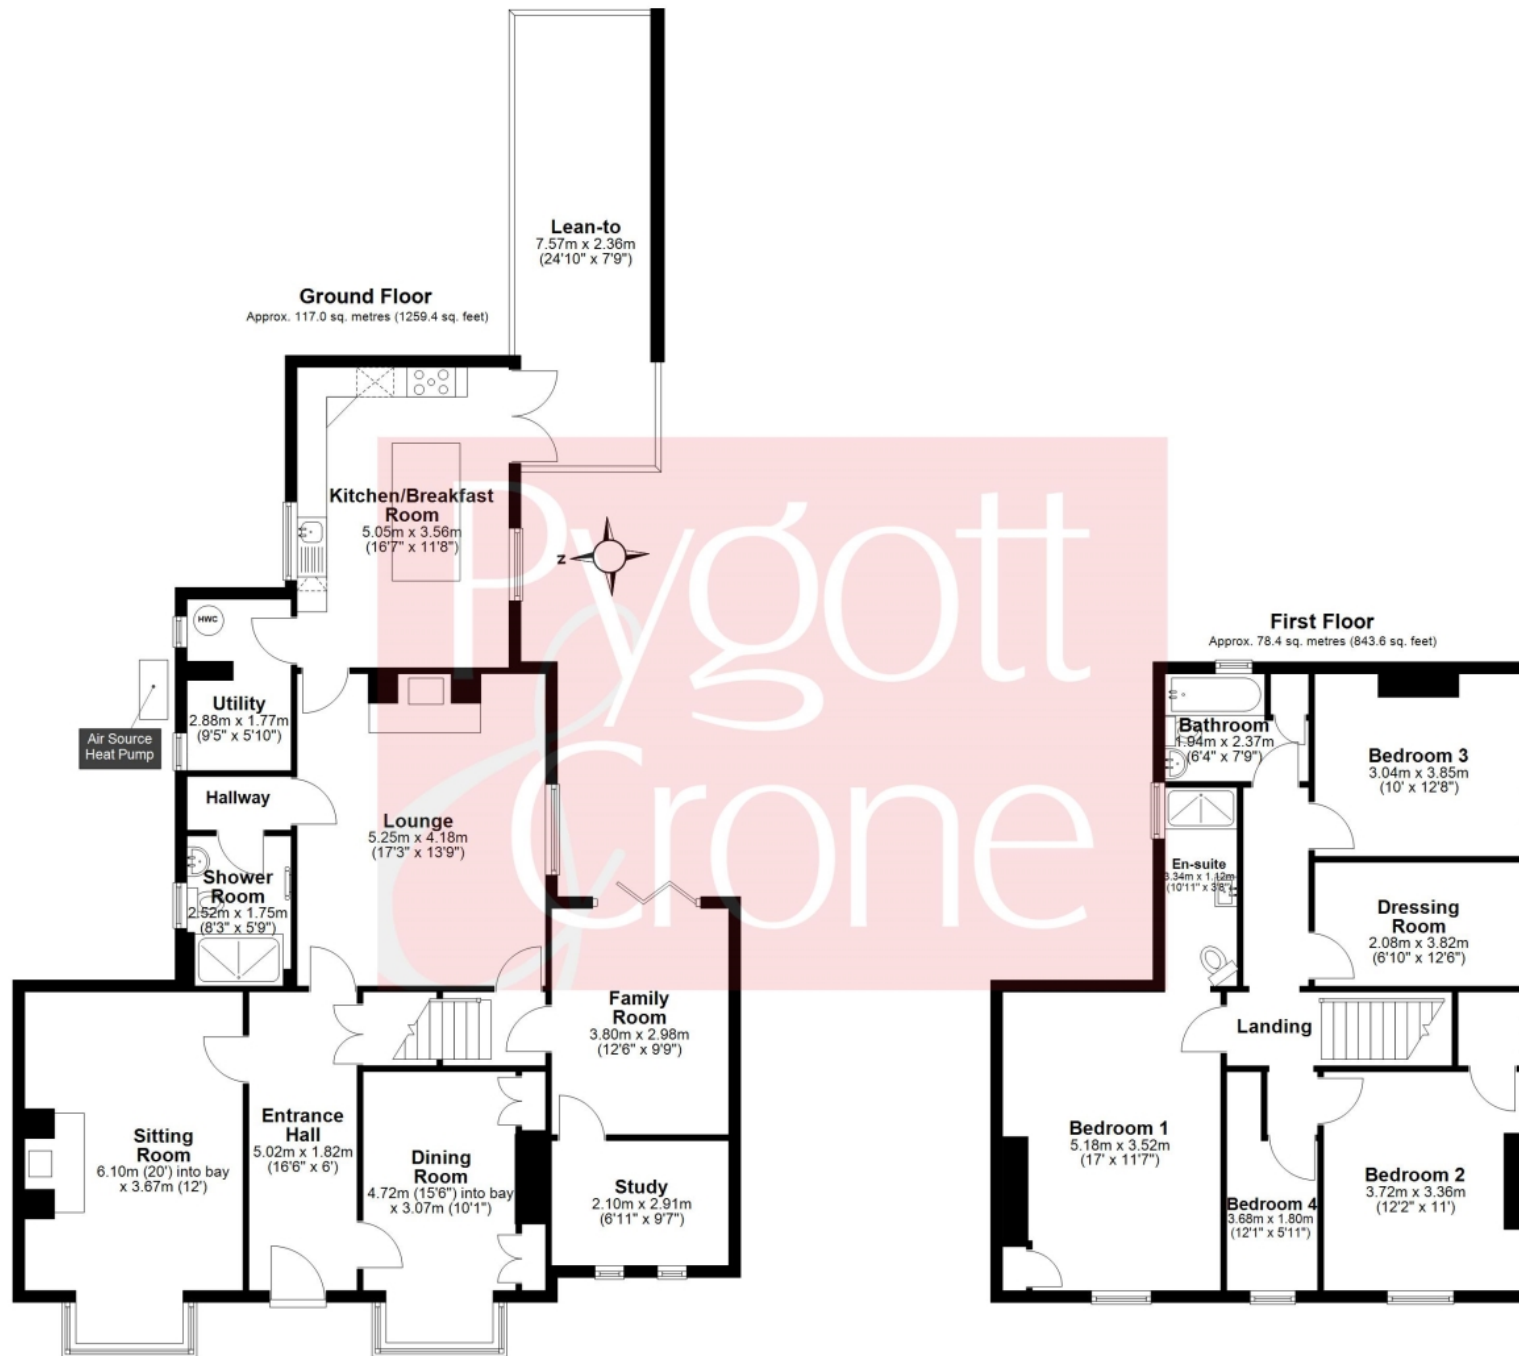 Lean-to
7.57m x 2.36m
(24'10" x 7'9")
Ground Floor
Approx. 117.0 sq. metres (1259.4 sq. feet)
Kitchen/Breakfast
Room
5.05m x 3.56m
(16'7" x 11'8")
z
HWC
Utility
2.88m x 1.77m
(9'5" x 5'10")
Air Source
Heat Pump
Hallway
Lounge
5.25m x 4.18m
(17'3" x 13'9")
Shower
Room
2.52m x 1.75m
(8'3" x 5'9")
Family
Room
3.80m x 2.98m
(12'6" x 9'9")
Sitting
Room
6.10m (20') into bay
x 3.67m (12')
Entrance
Hall
5.02m x 1.82m
(16'6" x 6')
Dining
Room
4.72m (15'6") into bay
x 3.07m (10'1")
Study
2.10m x 2.91m
(6'11" x 9'7")
Pygott
&
Crone
First Floor
Approx. 78.4 sq. metres (843.6 sq. feet)
Bathroom
1.94m x 2.37m
(6'4" x 7'9")
Bedroom 3
3.04m x 3.85m
(10' x 12'8")
En-suite
3.34m x 1.12m
(10'11" x 3'8")
Dressing
Room
2.08m x 3.82m
(6'10" x 12'6")
Landing
Bedroom 1
5.18m x 3.52m
(17' x 11'7")
Bedroom 4
3.68m x 1.80m
(12'1" x 5'11")
Bedroom 2
3.72m x 3.36m
(12'2" x 11')